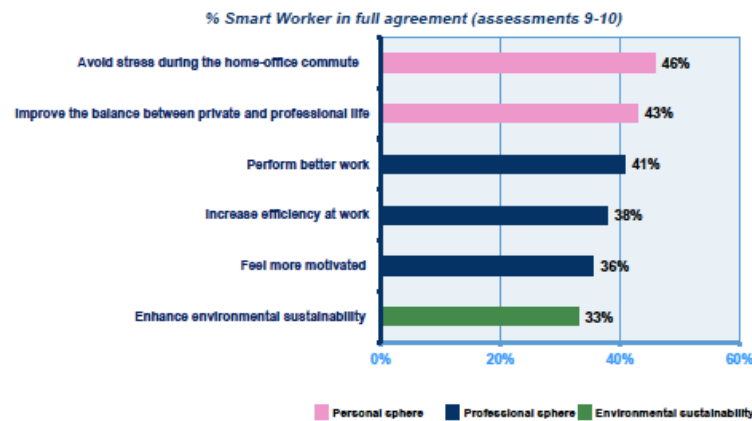 % Smart Worker in full agreement (assessments 9-10)
Avoid stress during the home-office commute 46%
Improve the balance between private and professional life 43%
Perform better work 41%
Increase efficiency at work 38%
Feel more motivated 36%
Enhance environmental sustainability 33%
0% 20% 40% 60%
Personal sphere Professional sphere Environmental sustainability